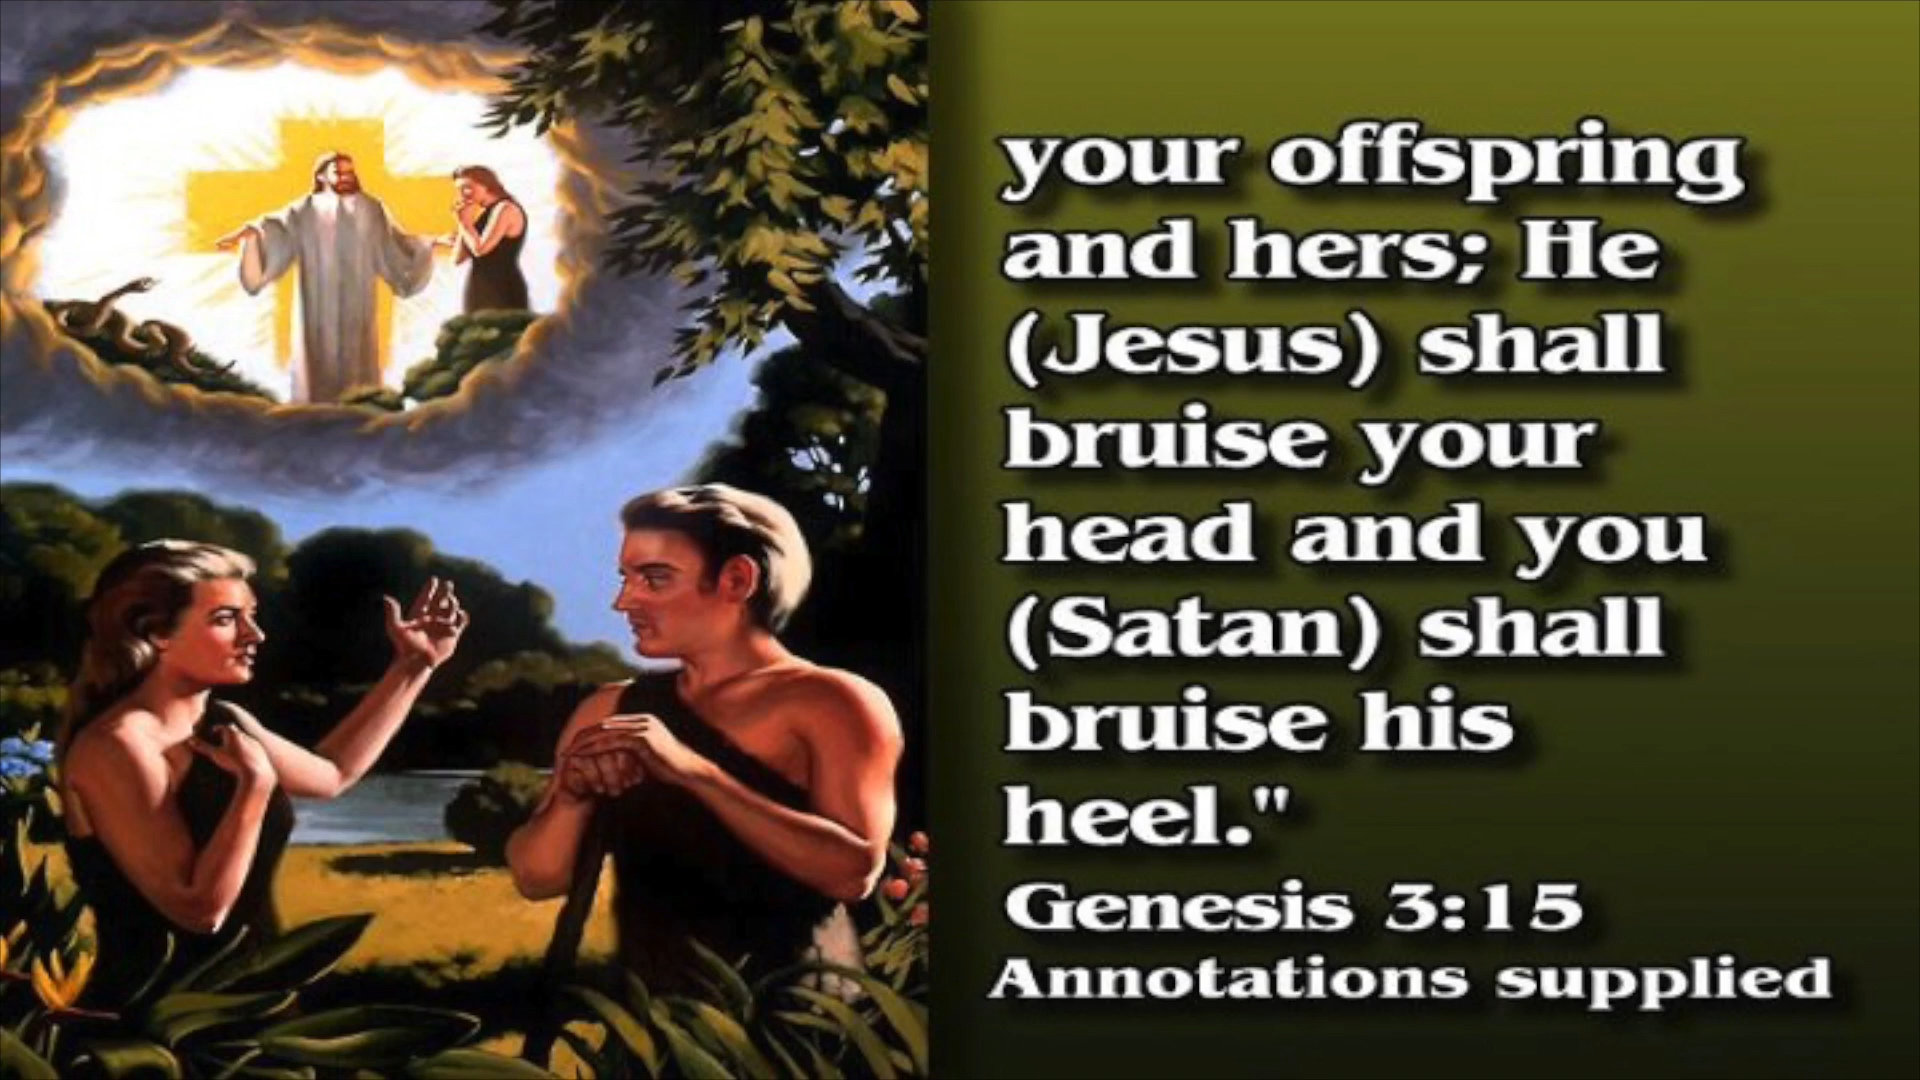 your offspring
and hers; He
(Jesus) shall
bruise your
head and you
(Satan) shall
bruise his
heel."
Genesis 3:15
Annotations supplied